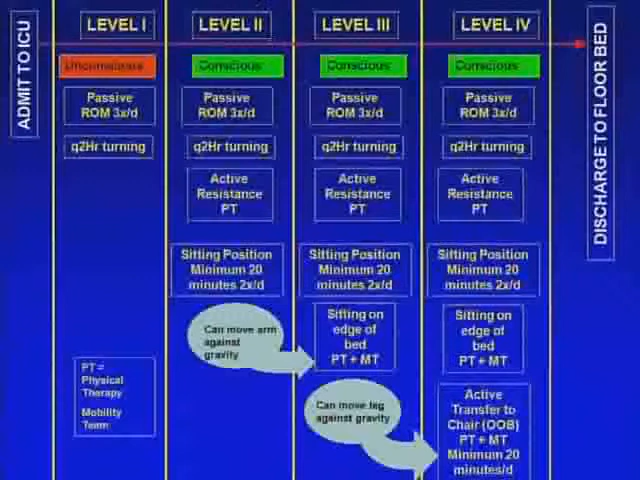 ADMIT TO ICU
LEVEL I
Unconscious
Passive
ROM 3x/d
q2Hr turning
PT =
Physical
Therapy
Mobility
Team
LEVEL II
Conscious
Passive
ROM 3x/d
q2Hr turning
Active
Resistance
PT
Sitting Position
Minimum 20
minutes 2x/d
Can move arm
against
gravity
LEVEL III
Conscious
Passive
ROM 3x/d
q2Hr turning
Active
Resistance
PT
Sitting Position
Minimum 20
minutes 2x/d
Sitting on
edge of
bed
PT + MT
Can move leg
against gravity
LEVEL IV
Conscious
Passive
ROM 3x/d
q2Hr turning
Active
Resistance
PT
Sitting Position
Minimum 20
minutes 2x/d
Sitting on
edge of
bed
PT + MT
Active
Transfer to
Chair (OOB)
PT + MT
Minimum 20
minutes/d
DISCHARGE TO FLOOR BED